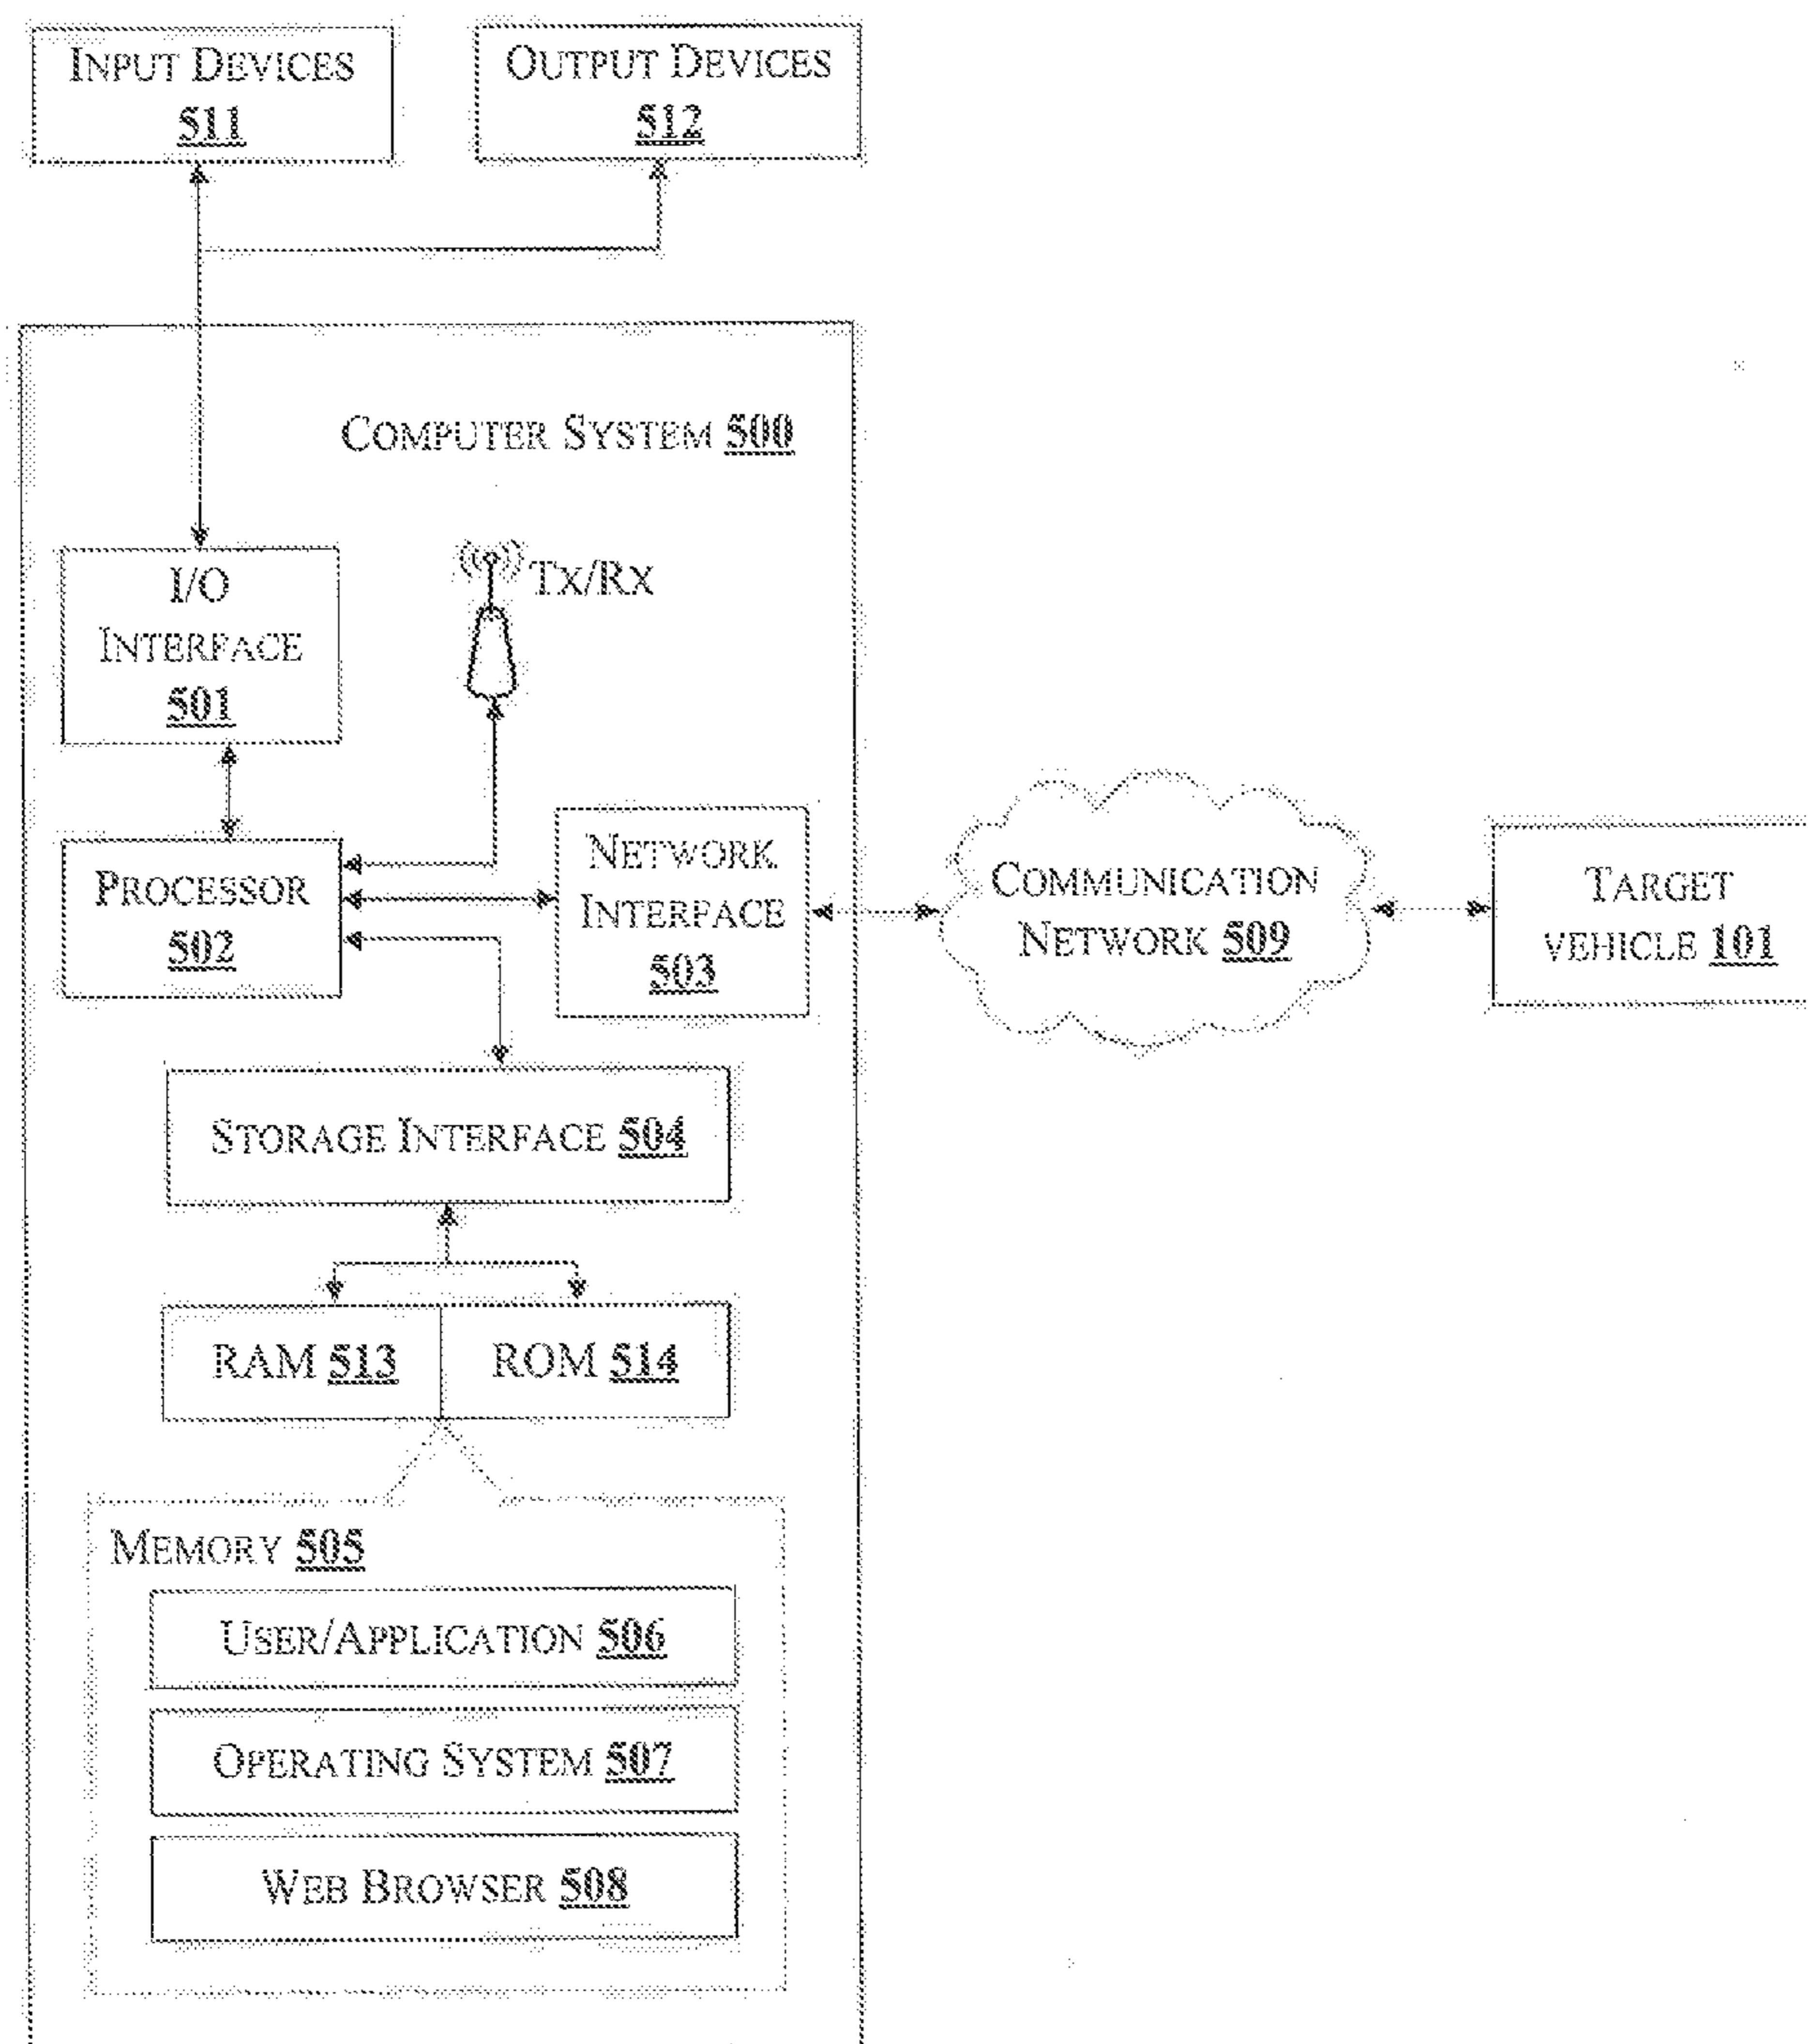 INPUT DEVICES
511
OUTPUT DEVICES
512
COMPUTER SYSTEM 500
I/O
INTERFACE
501
TX/RX
PROCESSOR
502
NETWORK
INTERFACE
503
COMMUNICATION
NETWORK 509
TARGET
VEHICLE 101
STORAGE INTERFACE 504
RAM 513
ROM 514
MEMORY 505
USER/APPLICATION 506
OPERATING SYSTEM 507
WEB BROWSER 508